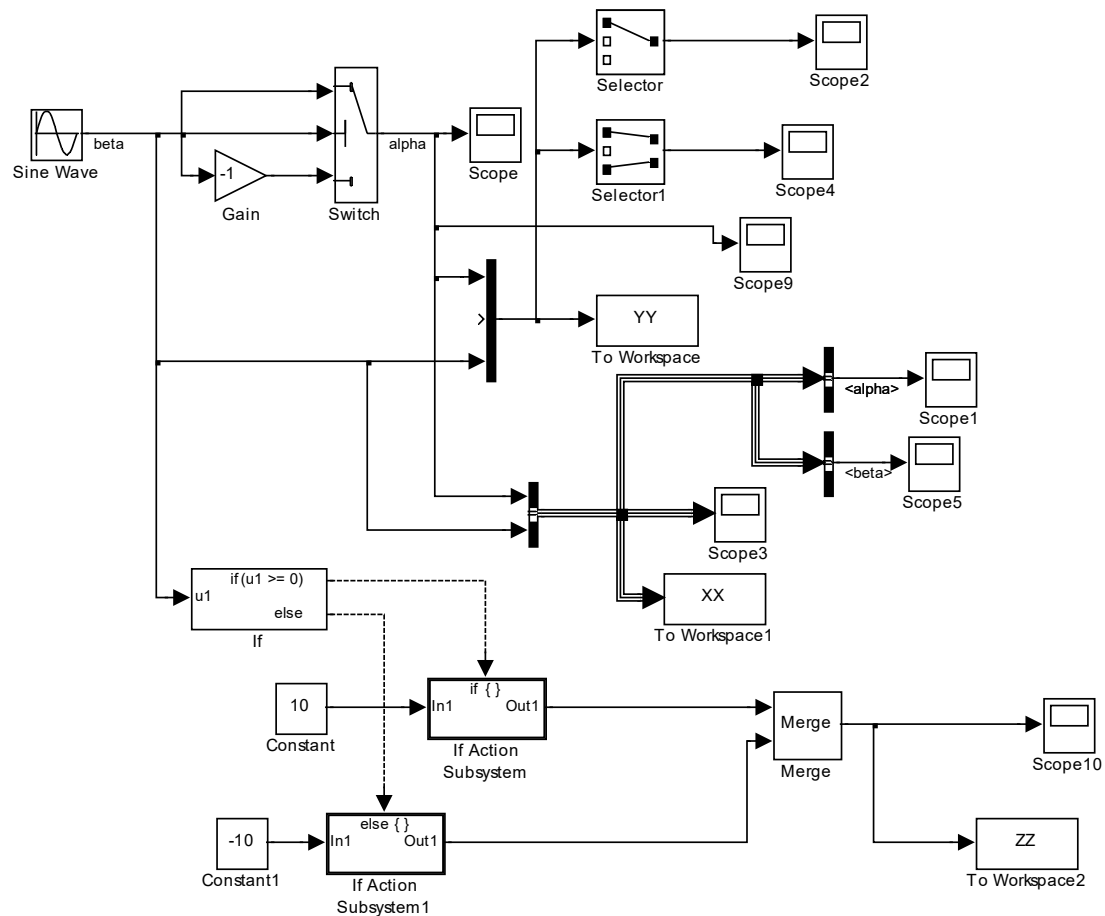 Selector
Scope2
beta
Sine Wave
-1
Gain
Switch
alpha
Scope
Selector1
Scope4
Scope9
YY
To Workspace
<alpha>
Scope1
<beta>
Scope5
Scope3
XX
To Workspace1
if(u1 >= 0)
u1
else
If
10
Constant
if { }
In1
Out1
If Action
Subsystem
Merge
Merge
Scope10
-10
Constant1
else { }
In1
Out1
If Action
Subsystem1
ZZ
To Workspace2